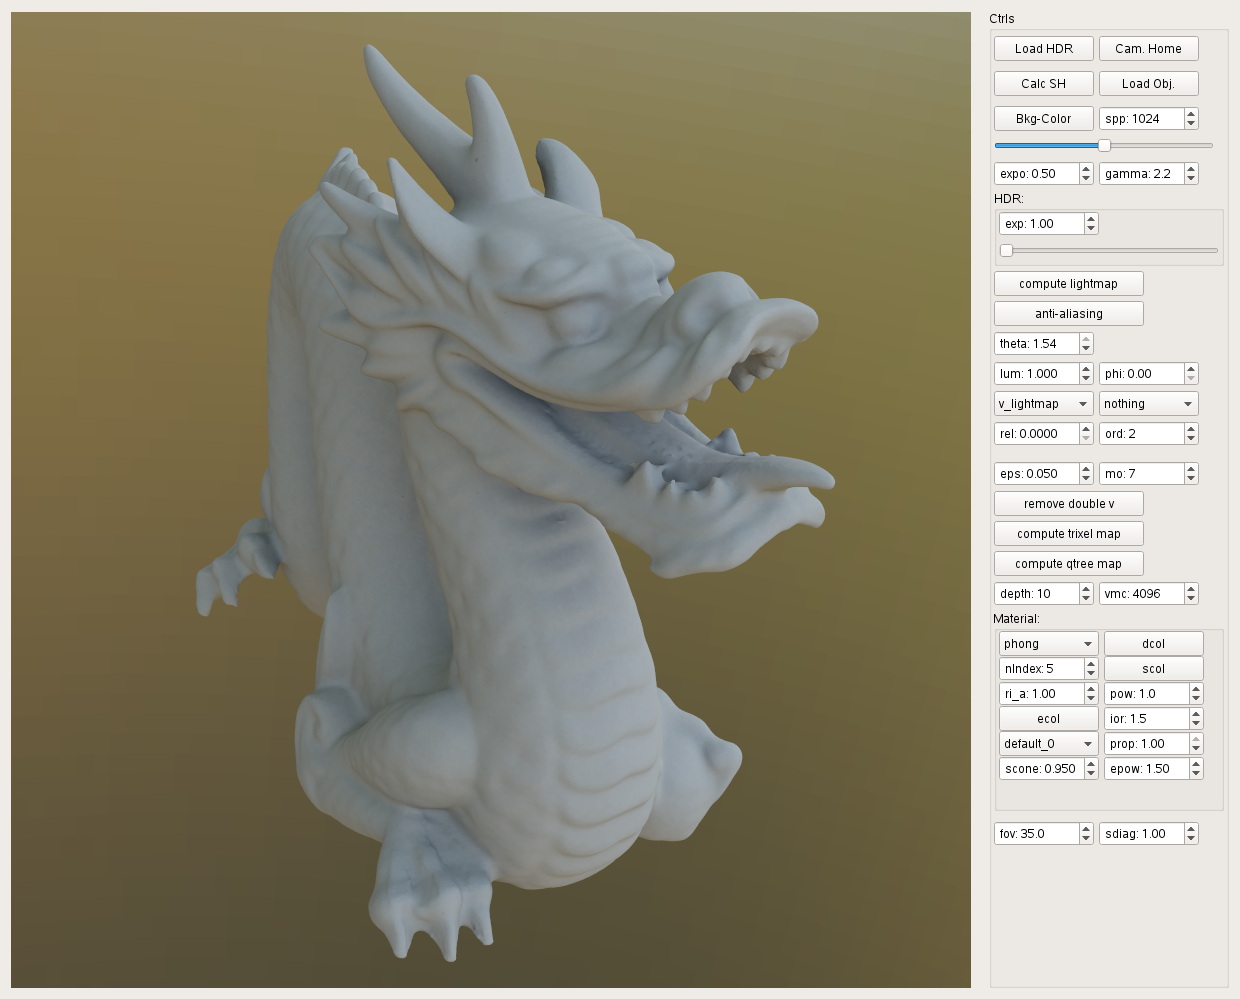 Ctrls
Load HDR Cam. Home
Calc SH Load Obj.
Bkg-Color spp: 1024
expo: 0.50 gamma: 2.2
HDR:
exp: 1.00
compute lightmap
anti-aliasing
theta: 1.54
lum: 1.000 phi: 0.00
v_lightmap nothing
rel: 0.0000 ord: 2
eps: 0.050 mo: 7
remove double v
compute trixel map
compute qtree map
depth: 10 vmc: 4096
Material:
phong dcol
nIndex: 5 scol
ri_a: 1.00 pow: 1.0
ecol ior: 1.5
default_0 prop: 1.00
scone: 0.950 epow: 1.50
fov: 35.0 sdiag: 1.00